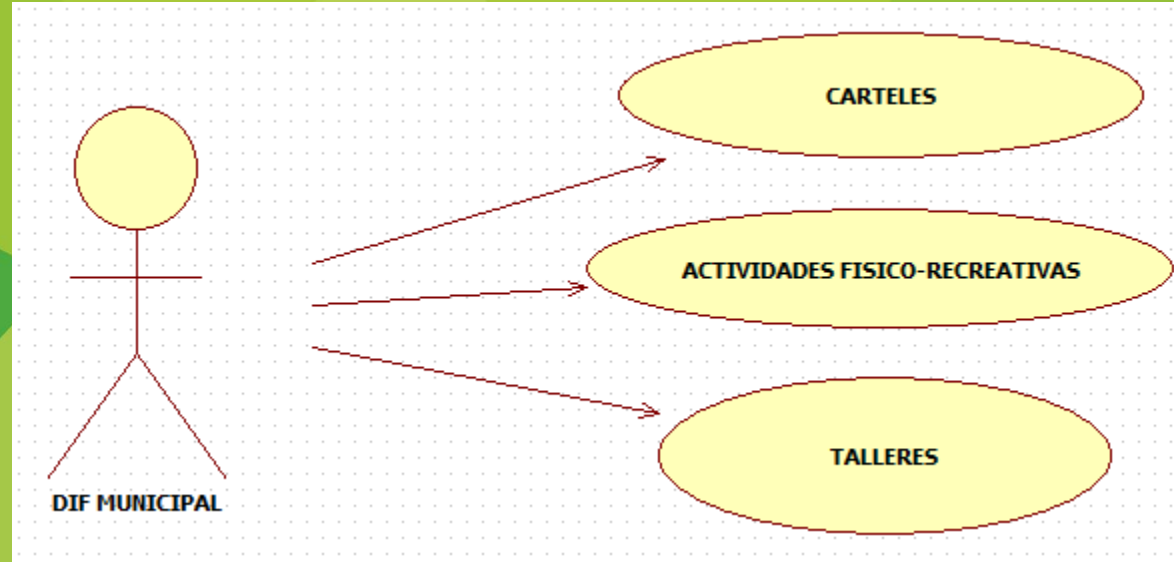 CARTELES
ACTIVIDADES FISICO-RECREATIVAS
TALLERES
DIF MUNICIPAL